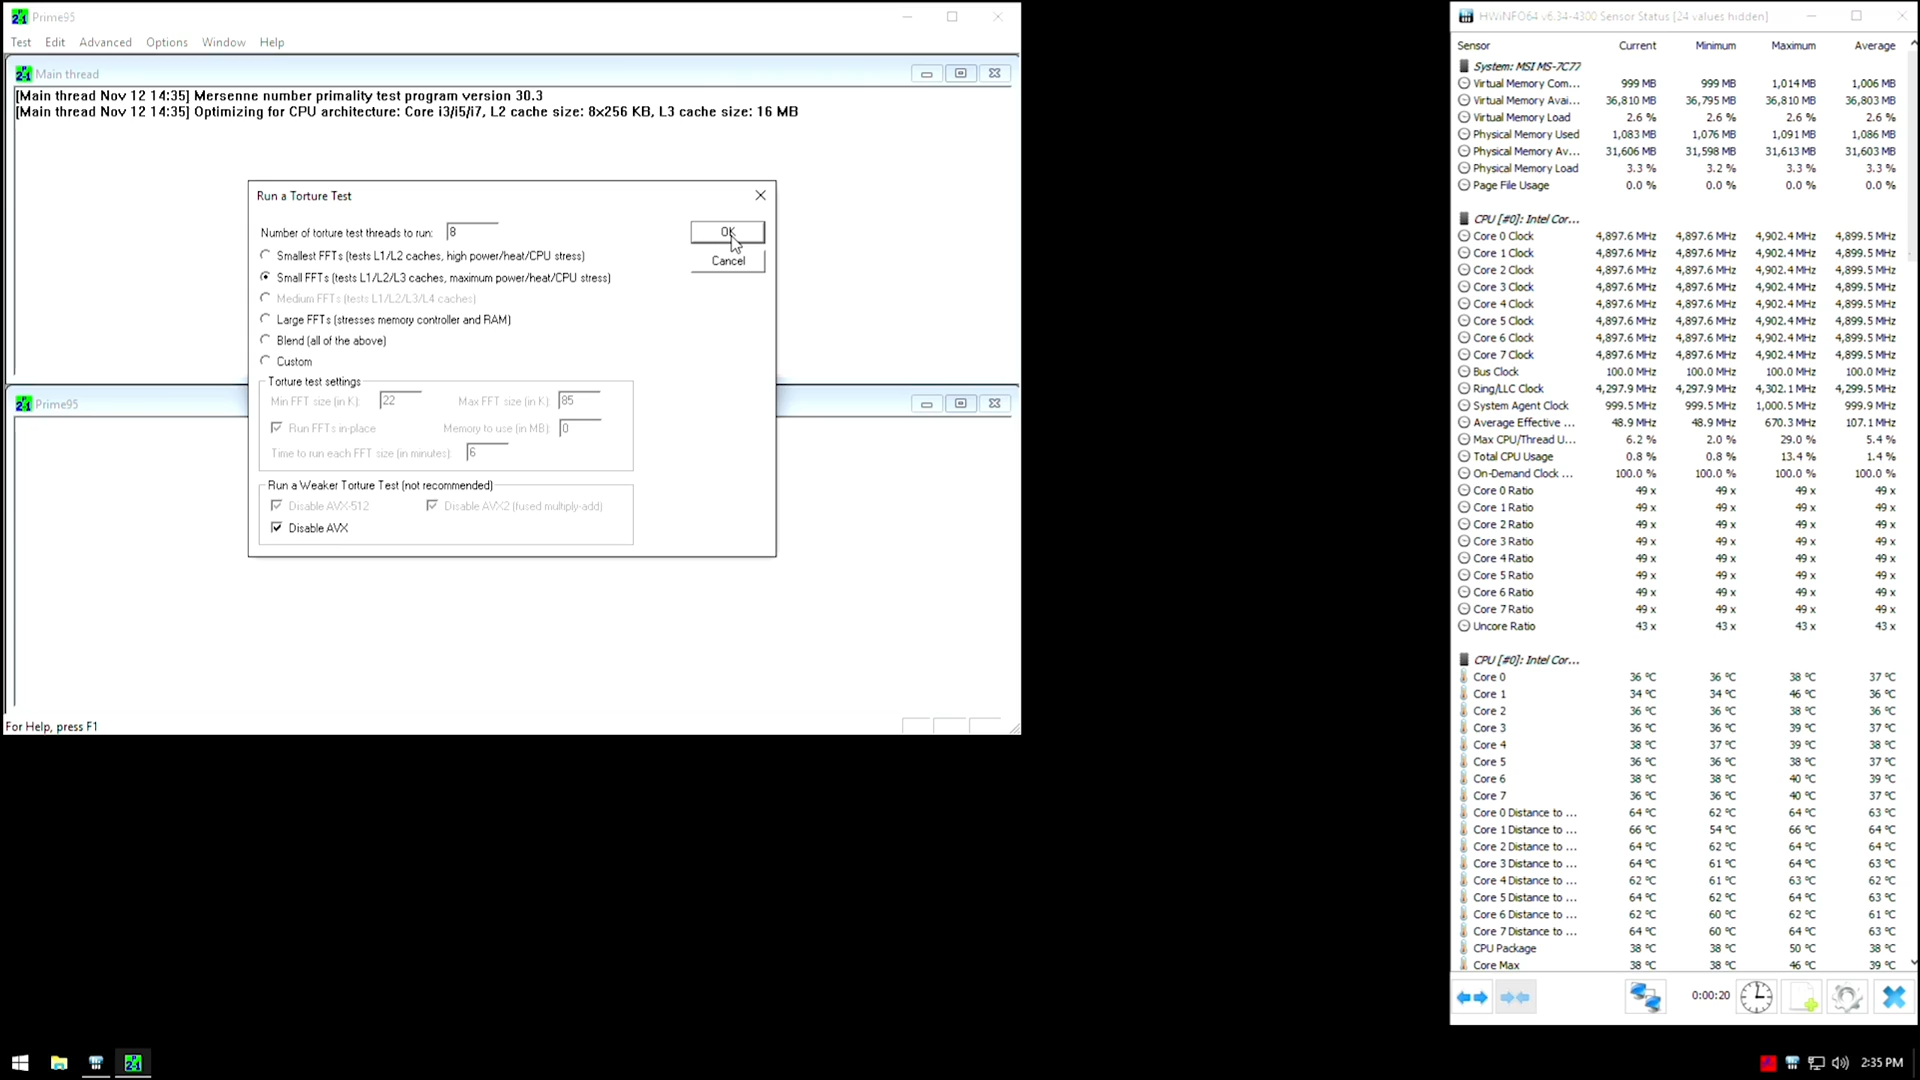 Prime95
Test Edit Advanced Options Window Help
Main thread
[Main thread Nov 12 14:35] Mersenne number primality test program version 30.3
[Main thread Nov 12 14:35] Optimizing for CPU architecture: Core i3/i5/i7, L2 cache size: 8x256 KB, L3 cache size: 16 MB
Run a Torture Test
Number of torture test threads to run: 8
OK
Smallest FFTs (tests L1/L2 caches, high power/heat/CPU stress)
Cancel
Small FFTs (tests L1/L2/L3 caches, maximum power/heat/CPU stress)
Medium FFTs (tests L1/L2/L3/L4 caches)
Large FFTs (stresses memory controller and RAM)
Blend (all of the above)
Custom
Torture test settings
Min FFT size (in K): 22 Max FFT size (in K): 85
Run FFTs in-place Memory to use (in MB): 0
Time to run each FFT size (in minutes): 6
Run a Weaker Torture Test (not recommended)
Disable AVX-512 Disable AVX2 (fused multiply-add)
Disable AVX
Prime95
For Help, press F1
HWiNFO64 v6.34-4300 Sensor Status [24 values hidden]
Sensor Current Minimum Maximum Average
System: MSI MS-7C77
Virtual Memory Com... 999 MB 999 MB 1,014 MB 1,006 MB
Virtual Memory Avai... 36,810 MB 36,795 MB 36,810 MB 36,803 MB
Virtual Memory Load 2.6 % 2.6 % 2.6 % 2.6 %
Physical Memory Used 1,083 MB 1,076 MB 1,091 MB 1,086 MB
Physical Memory Av... 31,606 MB 31,598 MB 31,613 MB 31,603 MB
Physical Memory Load 3.3 % 3.2 % 3.3 % 3.3 %
Page File Usage 0.0 % 0.0 % 0.0 % 0.0 %
CPU [#0]: Intel Cor...
Core 0 Clock 4,897.6 MHz 4,897.6 MHz 4,902.4 MHz 4,899.5 MHz
Core 1 Clock 4,897.6 MHz 4,897.6 MHz 4,902.4 MHz 4,899.5 MHz
Core 2 Clock 4,897.6 MHz 4,897.6 MHz 4,902.4 MHz 4,899.5 MHz
Core 3 Clock 4,897.6 MHz 4,897.6 MHz 4,902.4 MHz 4,899.5 MHz
Core 4 Clock 4,897.6 MHz 4,897.6 MHz 4,902.4 MHz 4,899.5 MHz
Core 5 Clock 4,897.6 MHz 4,897.6 MHz 4,902.4 MHz 4,899.5 MHz
Core 6 Clock 4,897.6 MHz 4,897.6 MHz 4,902.4 MHz 4,899.5 MHz
Core 7 Clock 4,897.6 MHz 4,897.6 MHz 4,902.4 MHz 4,899.5 MHz
Bus Clock 100.0 MHz 100.0 MHz 100.0 MHz 100.0 MHz
Ring/LLC Clock 4,297.9 MHz 4,297.9 MHz 4,302.1 MHz 4,299.5 MHz
System Agent Clock 999.5 MHz 999.5 MHz 1,000.5 MHz 999.9 MHz
Average Effective ... 48.9 MHz 48.9 MHz 670.3 MHz 107.1 MHz
Max CPU/Thread U... 6.2 % 2.0 % 29.0 % 5.4 %
Total CPU Usage 0.8 % 0.8 % 13.4 % 1.4 %
On-Demand Clock ... 100.0 % 100.0 % 100.0 % 100.0 %
Core 0 Ratio 49 x 49 x 49 x 49 x
Core 1 Ratio 49 x 49 x 49 x 49 x
Core 2 Ratio 49 x 49 x 49 x 49 x
Core 3 Ratio 49 x 49 x 49 x 49 x
Core 4 Ratio 49 x 49 x 49 x 49 x
Core 5 Ratio 49 x 49 x 49 x 49 x
Core 6 Ratio 49 x 49 x 49 x 49 x
Core 7 Ratio 49 x 49 x 49 x 49 x
Uncore Ratio 43 x 43 x 43 x 43 x
CPU [#0]: Intel Cor...
Core 0 36 °C 36 °C 38 °C 37 °C
Core 1 34 °C 34 °C 46 °C 36 °C
Core 2 36 °C 36 °C 38 °C 36 °C
Core 3 36 °C 36 °C 39 °C 37 °C
Core 4 38 °C 37 °C 39 °C 38 °C
Core 5 36 °C 36 °C 38 °C 37 °C
Core 6 38 °C 38 °C 40 °C 39 °C
Core 7 36 °C 36 °C 40 °C 37 °C
Core 0 Distance to ... 64 °C 62 °C 64 °C 63 °C
Core 1 Distance to ... 66 °C 54 °C 66 °C 64 °C
Core 2 Distance to ... 64 °C 62 °C 64 °C 64 °C
Core 3 Distance to ... 64 °C 61 °C 64 °C 63 °C
Core 4 Distance to ... 62 °C 61 °C 63 °C 62 °C
Core 5 Distance to ... 64 °C 62 °C 64 °C 63 °C
Core 6 Distance to ... 62 °C 60 °C 62 °C 61 °C
Core 7 Distance to ... 64 °C 60 °C 64 °C 63 °C
CPU Package 38 °C 38 °C 50 °C 38 °C
Core Max 38 °C 38 °C 46 °C 39 °C
0:00:20
2:35 PM